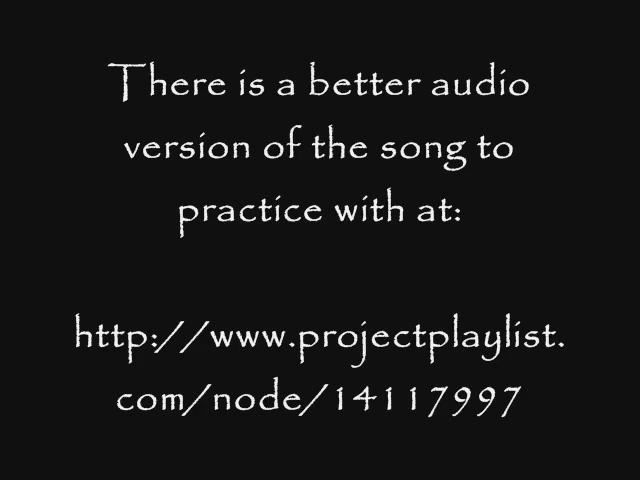 There is a better audio
version of the song to
practice with at:
http://www.projectplaylist.
com/node/14117997